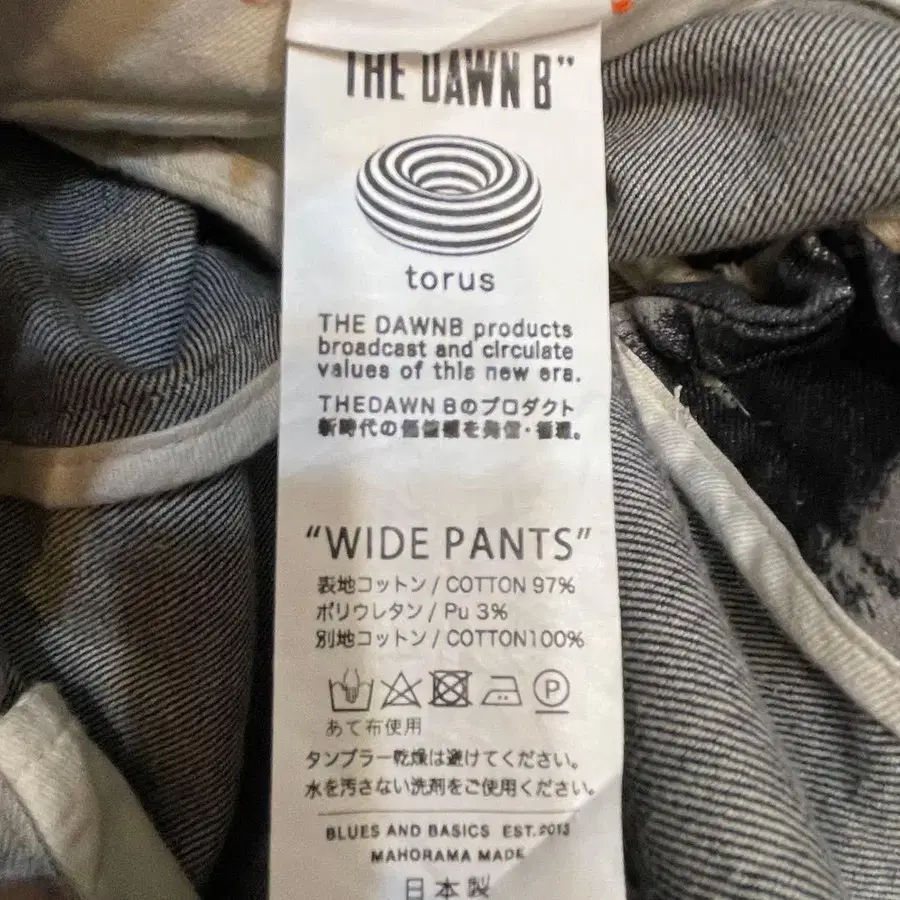 THE DAWN B"
torus
THE DAWNB products
broadcast and circulate
values of this new era.
THEDAWN Bのプロダクト
新時代の価値観を発信・循環。
"WIDE PANTS"
表地コットン / COTTON 97%
ポリウレタン / Pu 3%
別地コットン / COTTON100%
P
あて布使用
タンブラー乾燥は避けてください。
水を汚さない洗剤をご使用ください。
BLUES AND BASICS EST.2013
MAHORAMA MADE
日本製